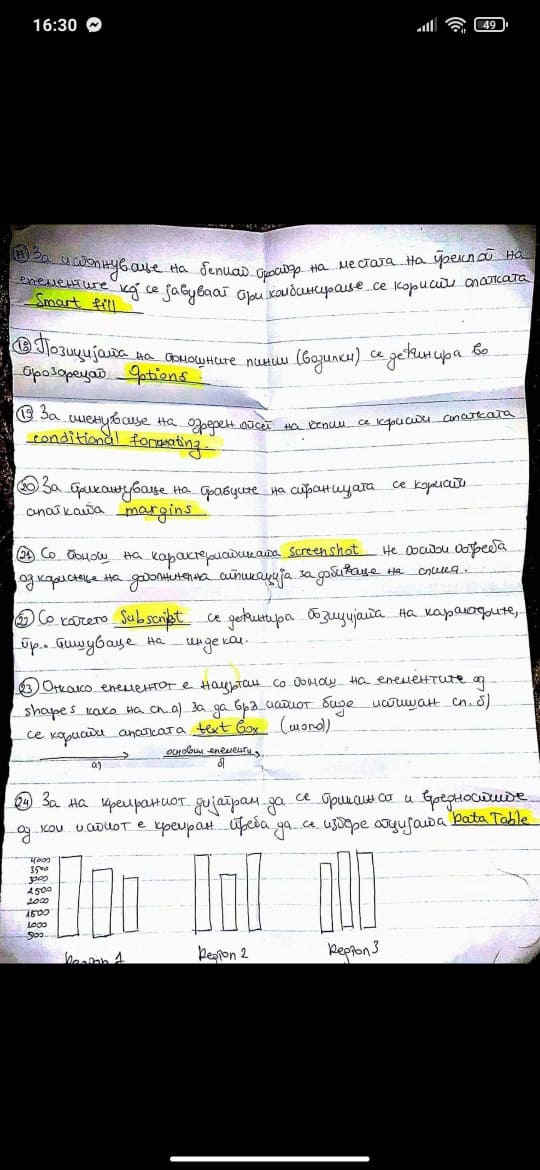 16:30
49
⑰ За исполнување на белиот простор на местата на прекпот на
елементите кој се јавуваат при комбинирање се користи алатката
Smart fill
⑱ Позицијата на помошните линии (водилки) се дефинира во
прозорецот Options
⑲ За именување на одреден опсег на ќелии се користи алатката
conditional formating.
⑳ За прикажување на рабовите на страницата се користи
алатката margins
㉑ Со помош на карактеристиката screenshot не постои потреба
од користење на дополнителна апликација за добивање на слика.
㉒ Со копчето Subscript се дефинира позицијата на карактерите,
пр. пишување на индекси.
㉓ Откако елементот е нацртан со помош на елементите од
shapes како на сл. а) за да врз истиот биде испишан сл. б)
се користи алатката text box (word)
основни елементи
а) б)
㉔ За на креираниот дијаграм да се прикажат и вредностите
од кои истиот е креиран треба да се избере опцијата Data Table
4000
3500
3000
2500
2000
1500
1000
500
Region 1 Region 2 Region 3